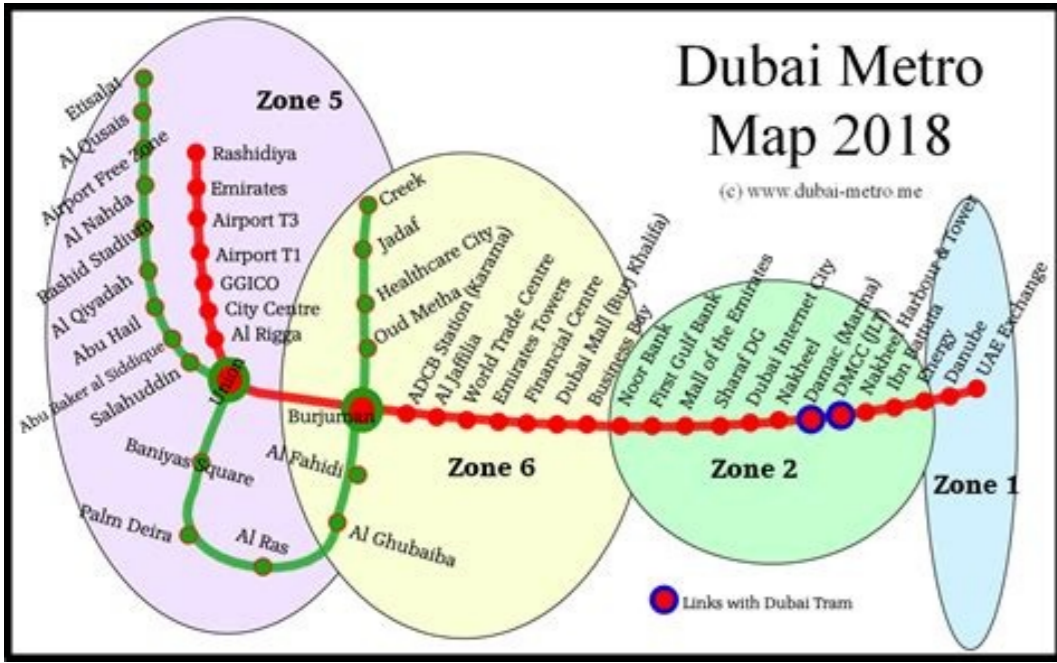 Dubai Metro
Map 2018
(c) www.dubai-metro.me
Zone 5
Etisalat
Al Qusais
Airport Free Zone
Al Nahda
Rashid Stadium
Al Qiyadah
Abu Hail
Abu Baker al Siddique
Salahuddin
Union
Baniyas Square
Palm Deira
Al Ras
Rashidiya
Emirates
Airport T3
Airport T1
GGICO
City Centre
Al Rigga
Creek
Jadaf
Healthcare City
Oud Metha
Burjuman
Al Fahidi
Al Ghubaiba
ADCB Station (Karama)
Al Jaffilia
World Trade Centre
Emirates Towers
Financial Centre
Dubai Mall (Burj Khalifa)
Business Bay
Zone 6
Noor Bank
First Gulf Bank
Mall of the Emirates
Sharaf DG
Dubai Internet City
Nakheel
Damac (Marina)
DMCC (JLT)
Nakheel Harbour & Tower
Ibn Battuta
Energy
Danube
UAE Exchange
Zone 2
Zone 1
Links with Dubai Tram